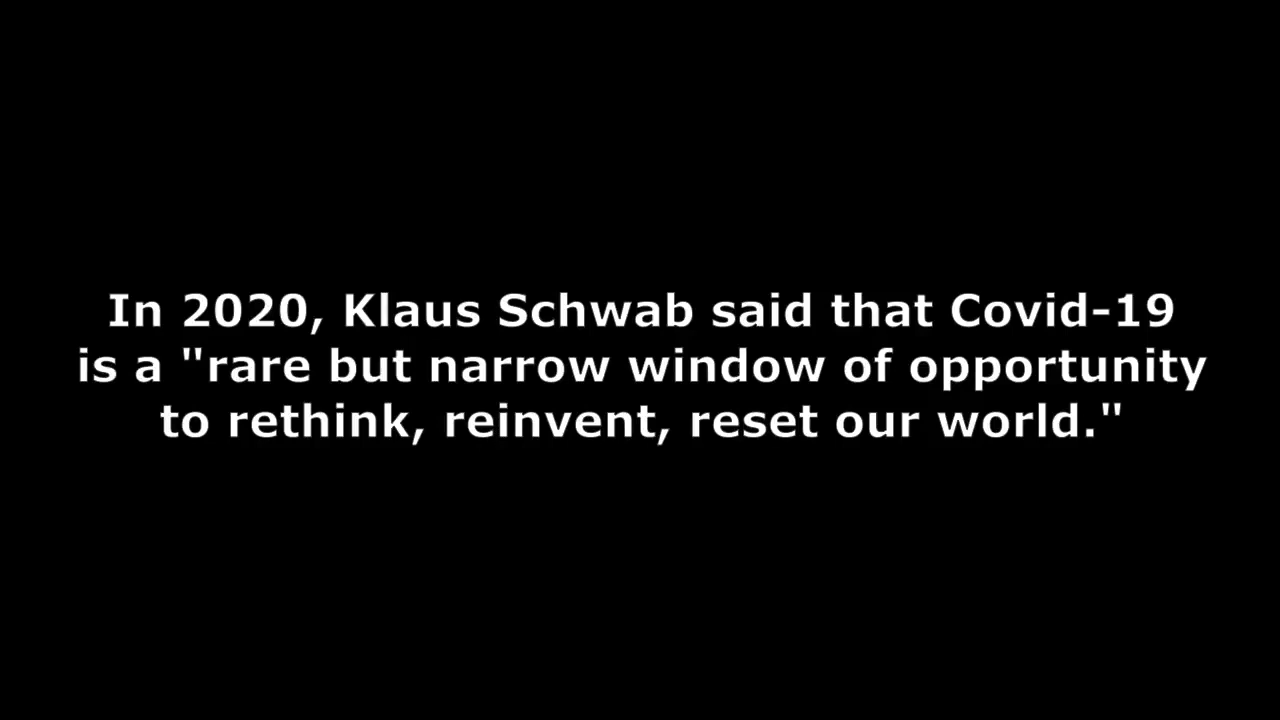 In 2020, Klaus Schwab said that Covid-19
is a "rare but narrow window of opportunity
to rethink, reinvent, reset our world."